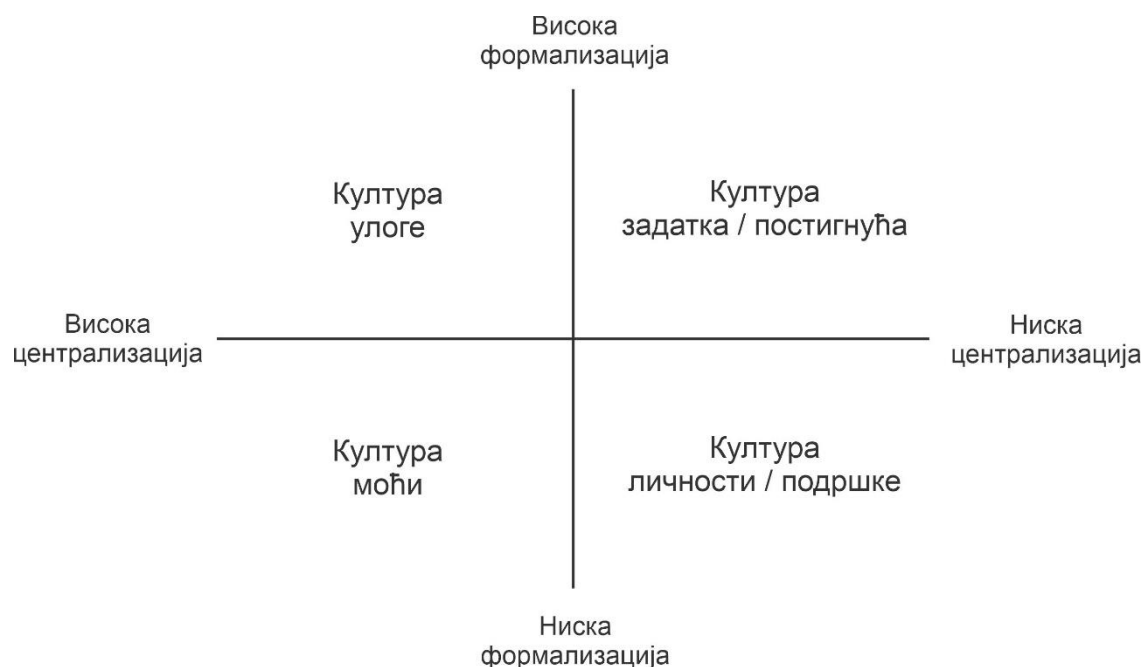 Висока
формализација
Култура
улоге
Култура
задатка / постигнућа
Висока
централизација
Ниска
централизација
Култура
моћи
Култура
личности / подршке
Ниска
формализација